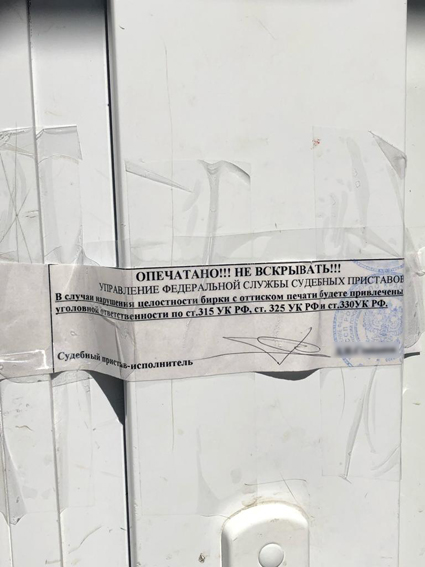 ОПЕЧАТАНО!!! НЕ ВСКРЫВАТЬ!!!
УПРАВЛЕНИЕ ФЕДЕРАЛЬНОЙ СЛУЖБЫ СУДЕБНЫХ ПРИСТАВОВ
В случаи нарушения целостности бирки с оттиском печати будете привлечены
уголовной ответственности по ст.315 УК РФ, ст. 325 УК РФ и ст.330УК РФ.
Судебный пристав-исполнитель